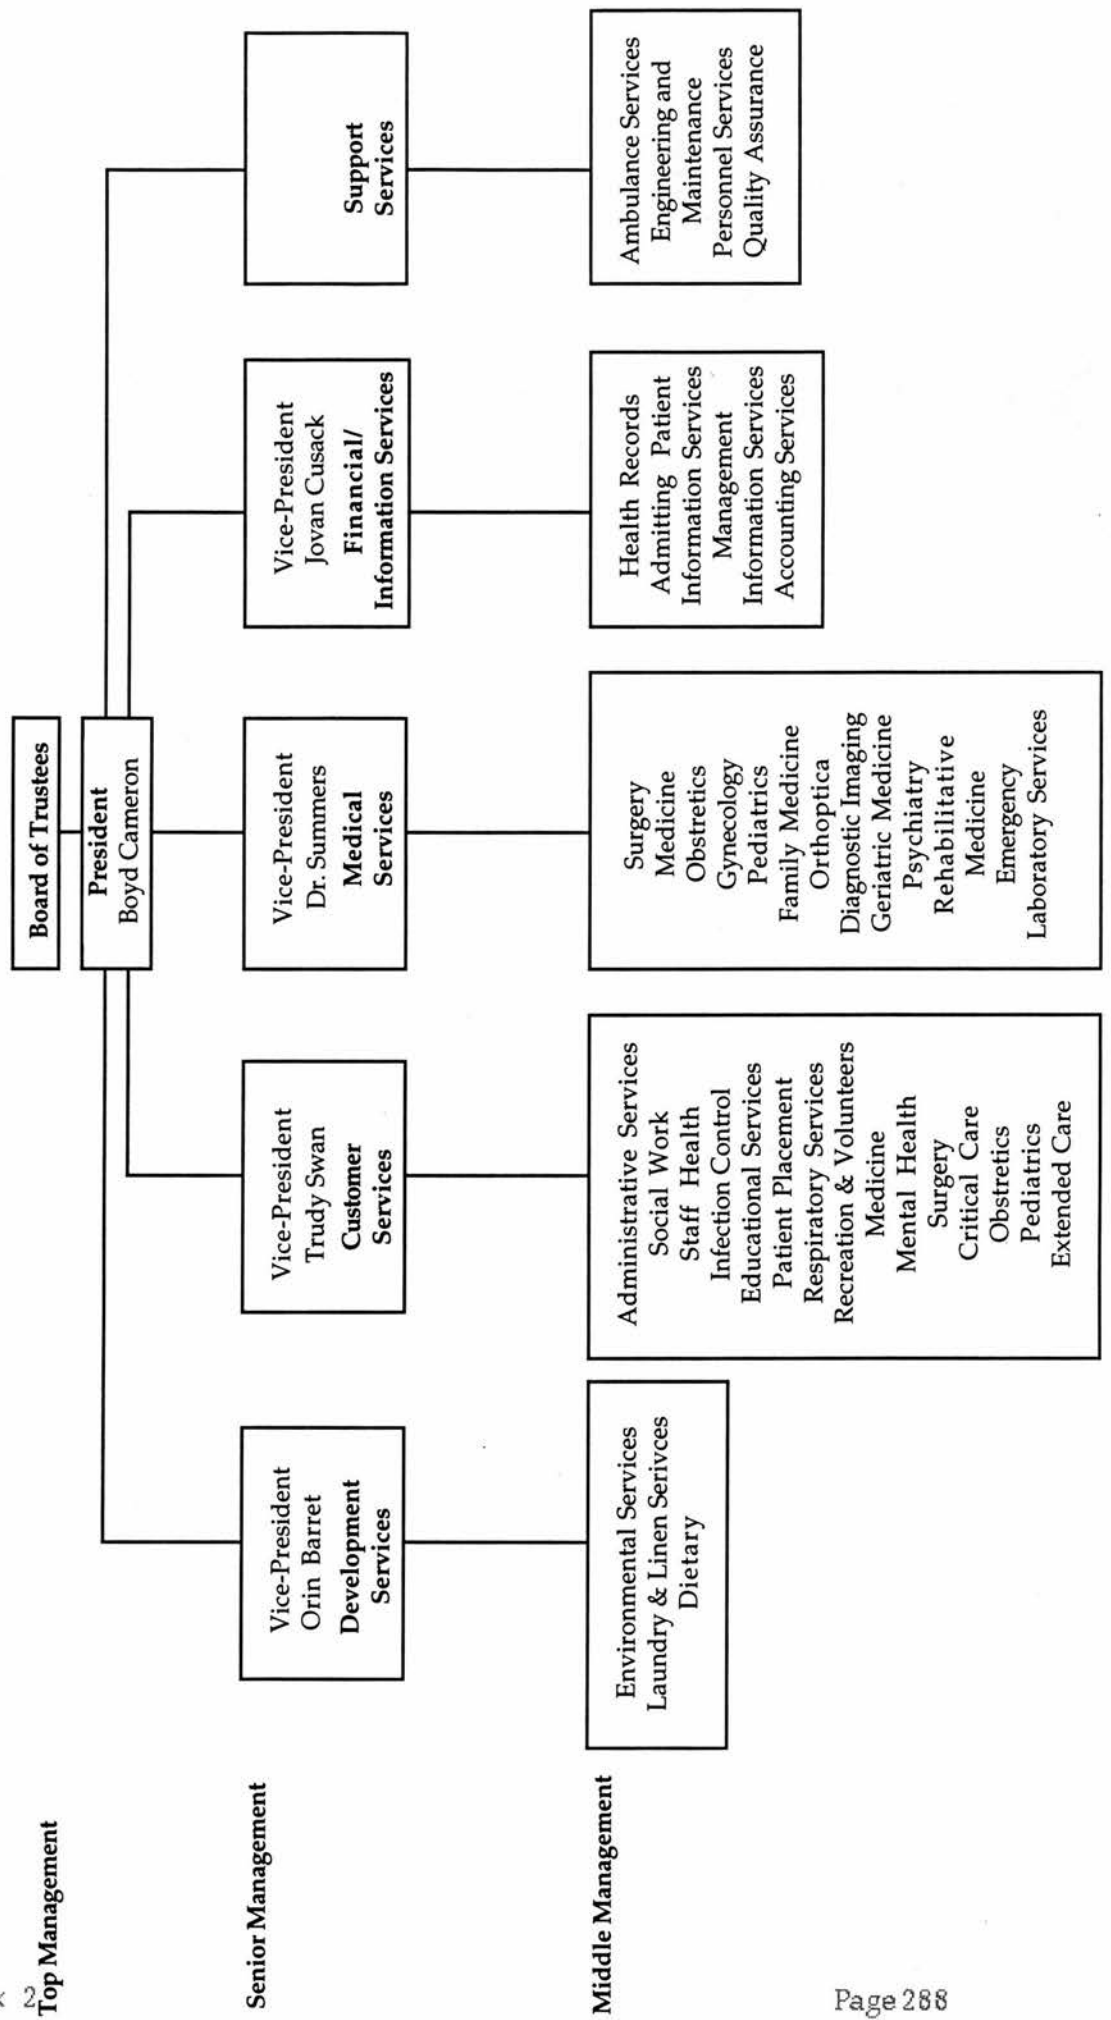 x 2
Top Management
Board of Trustees
President
Boyd Cameron
Senior Management
Vice-President
Orin Barret
Development
Services
Vice-President
Trudy Swan
Customer
Services
Vice-President
Dr. Summers
Medical
Services
Vice-President
Jovan Cusack
Financial/
Information Services
Support
Services
Middle Management
Environmental Services
Laundry & Linen Serivces
Dietary
Administrative Services
Social Work
Staff Health
Infection Control
Educational Services
Patient Placement
Respiratory Services
Recreation & Volunteers
Medicine
Mental Health
Surgery
Critical Care
Obstretics
Pediatrics
Extended Care
Surgery
Medicine
Obstretics
Gynecology
Pediatrics
Family Medicine
Orthoptica
Diagnostic Imaging
Geriatric Medicine
Psychiatry
Rehabilitative
Medicine
Emergency
Laboratory Services
Health Records
Admitting Patient
Information Services
Management
Information Services
Accounting Services
Ambulance Services
Engineering and
Maintenance
Personnel Services
Quality Assurance
Page 288